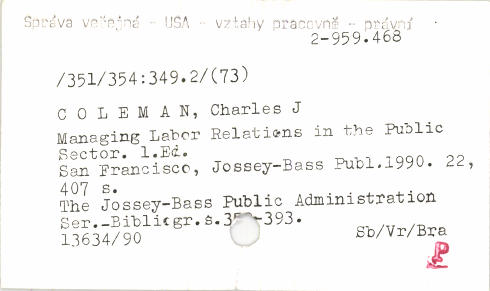 Správa veřejná - USA - vztahy pracovně - právní
2-959.468
/351/354:349.2/(73)
C O L E M A N, Charles J
Managing Labor Relations in the Public
Sector. 1.Ed.
San Francisco, Jossey-Bass Publ.1990. 22,
407 s.
The Jossey-Bass Public Administration
Ser.-Bibliogr.s. -393.
13634/90
Sb/Vr/Bra
P